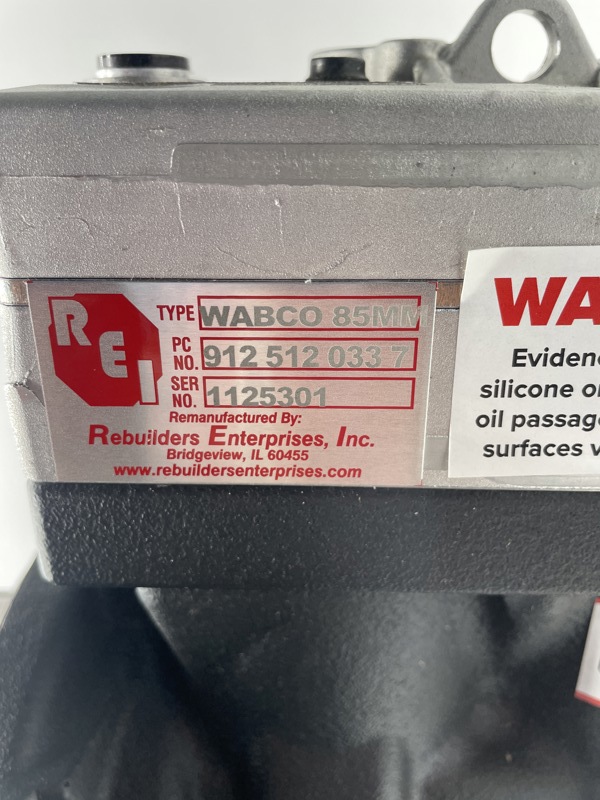 REI
TYPE WABCO 85MM
PC NO. 912 512 033 7
SER NO. 1125301
Remanufactured By:
Rebuilders Enterprises, Inc.
Bridgeview, IL 60455
www.rebuildersenterprises.com
WA
Eviden
silicone o
oil passag
surfaces v